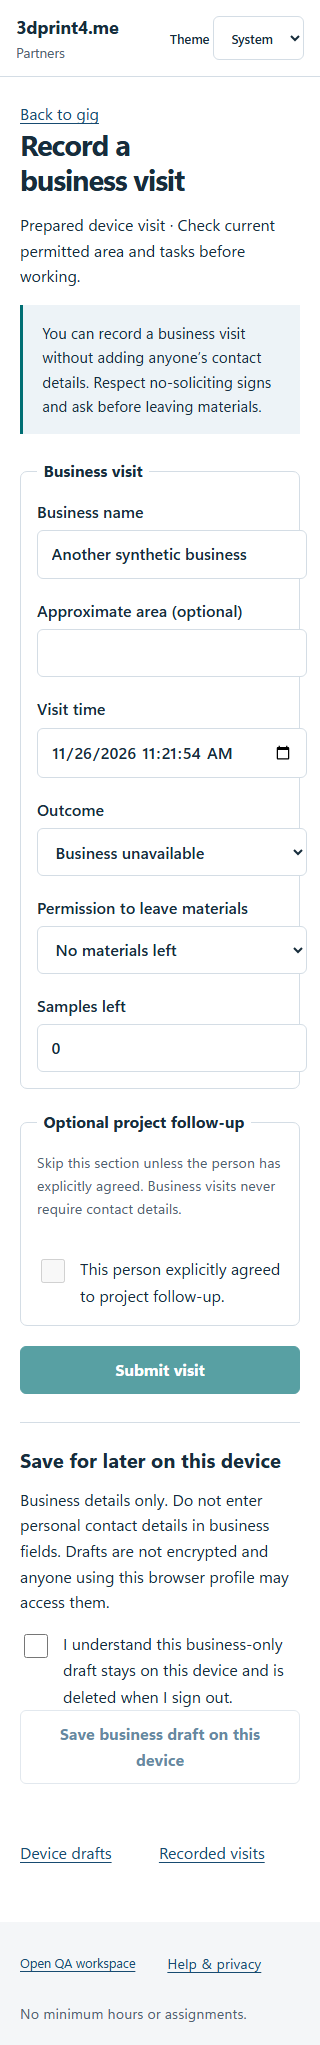 3dprint4.me
Partners
Theme
System
Back to gig
Record a
business visit
Prepared device visit · Check current
permitted area and tasks before
working.
You can record a business visit
without adding anyone’s contact
details. Respect no-soliciting signs
and ask before leaving materials.
Business visit
Business name
Another synthetic business
Approximate area (optional)
Visit time
11/26/2026 11:21:54 AM
Outcome
Business unavailable
Permission to leave materials
No materials left
Samples left
0
Optional project follow-up
Skip this section unless the person has
explicitly agreed. Business visits never
require contact details.
This person explicitly agreed
to project follow-up.
Submit visit
Save for later on this device
Business details only. Do not enter
personal contact details in business
fields. Drafts are not encrypted and
anyone using this browser profile may
access them.
I understand this business-only
draft stays on this device and is
deleted when I sign out.
Save business draft on this
device
Device drafts
Recorded visits
Open QA workspace
Help & privacy
No minimum hours or assignments.